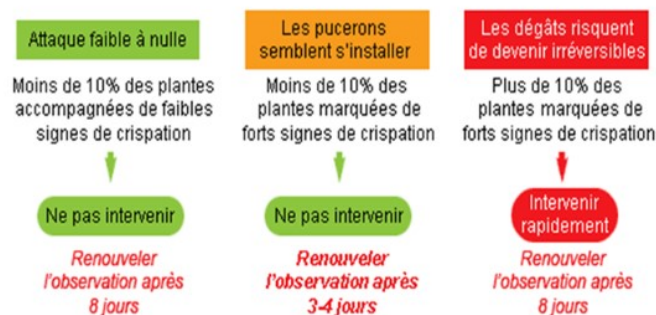 Attaque faible à nulle
Moins de 10% des plantes
accompagnées de faibles
signes de crispation
Ne pas intervenir
Renouveler
l'observation après
8 jours
Les pucerons
semblent s'installer
Moins de 10% des
plantes marquées de
forts signes de crispation
Ne pas intervenir
Renouveler
l'observation après
3-4 jours
Les dégâts risquent
de devenir irréversibles
Plus de 10% des
plantes marquées de
forts signes de crispation
Intervenir
rapidement
Renouveler
l'observation après
8 jours